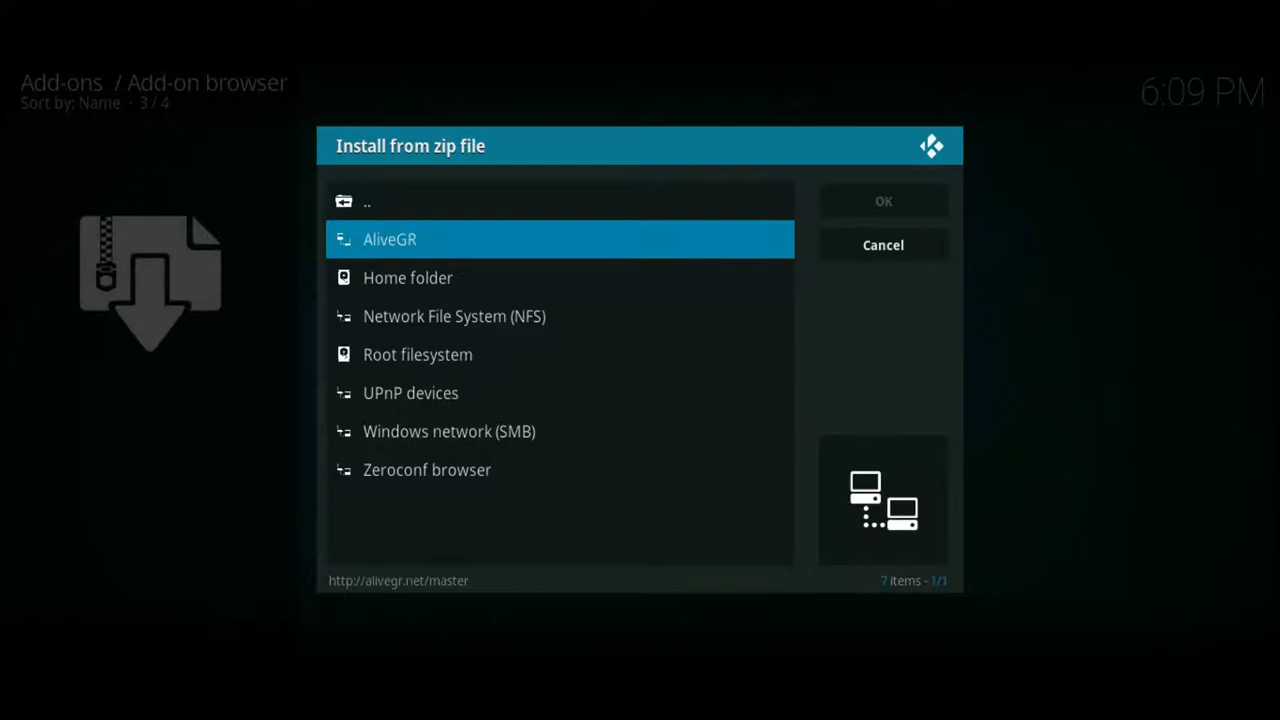 Add-ons / Add-on browser
Sort by: Name · 3 / 4
6:09 PM
Install from zip file
..
AliveGR
Home folder
Network File System (NFS)
Root filesystem
UPnP devices
Windows network (SMB)
Zeroconf browser
OK
Cancel
http://alivegr.net/master
7 items - 1/1